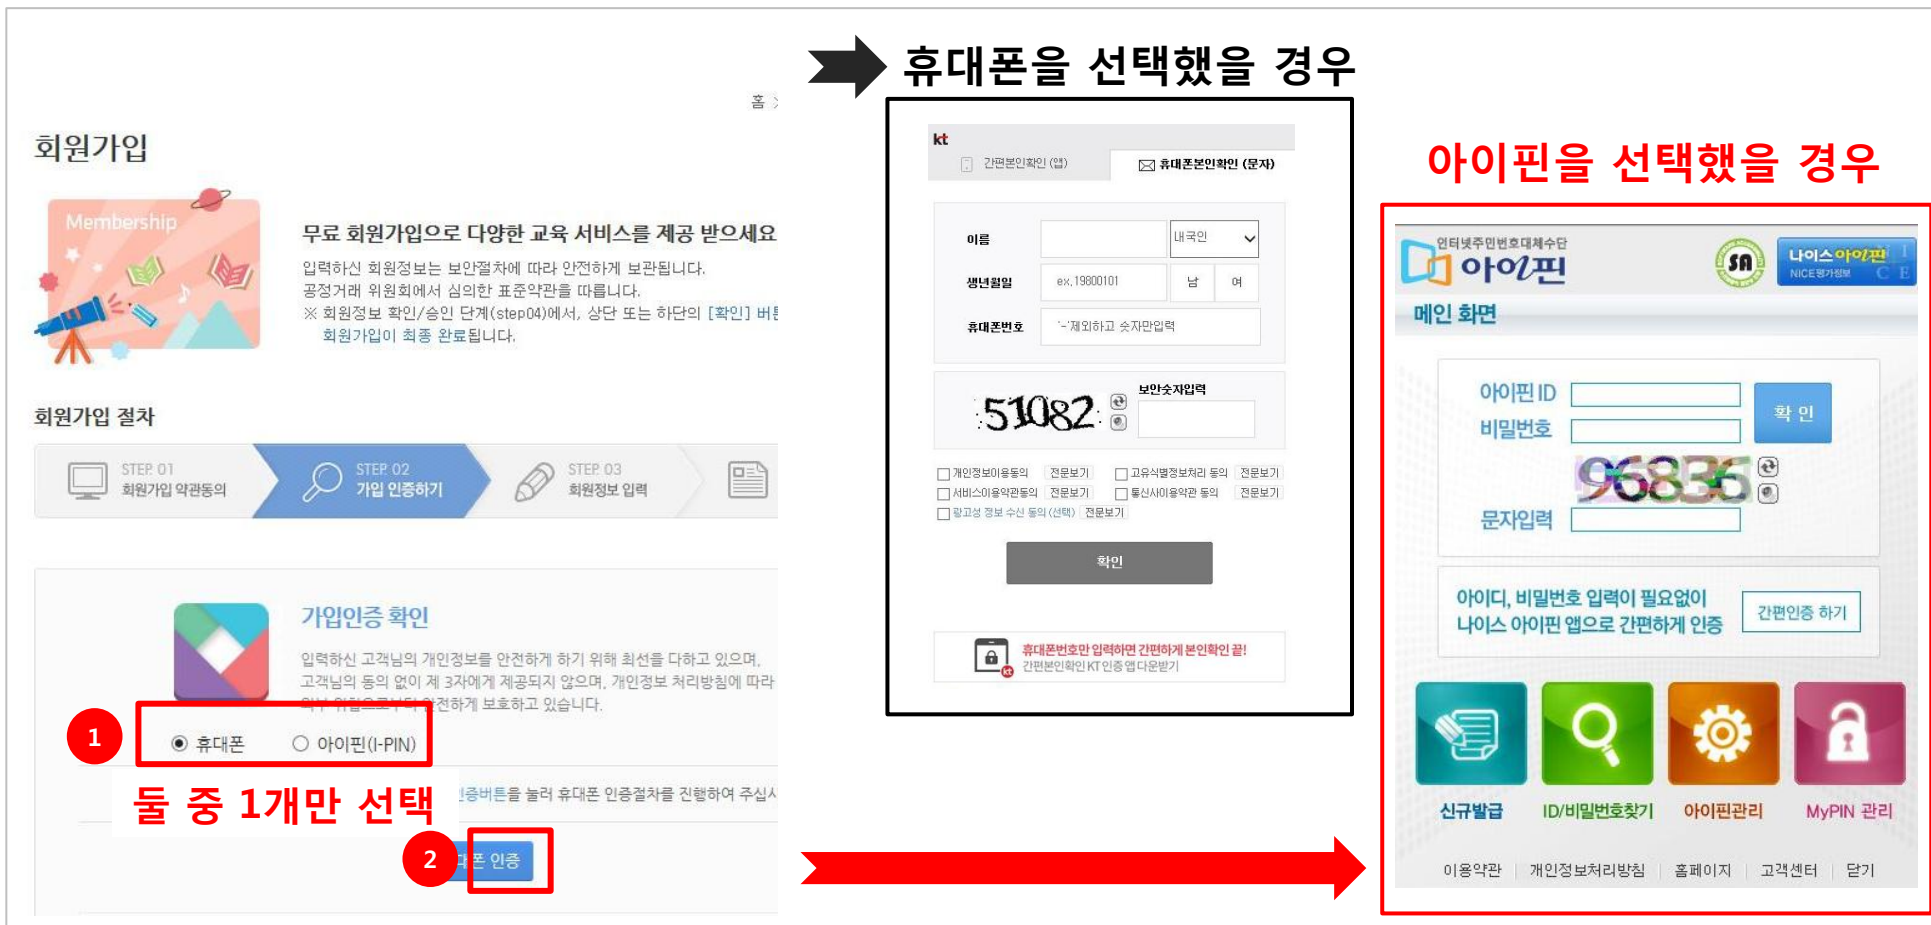 휴대폰을 선택했을 경우
홈
회원가입
Membership
무료 회원가입으로 다양한 교육 서비스를 제공 받으세요
입력하신 회원정보는 보안절차에 따라 안전하게 보관됩니다.
공정거래 위원회에서 심의한 표준약관을 따릅니다.
※ 회원정보 확인/승인 단계(step04)에서, 상단 또는 하단의 [확인] 버튼
회원가입이 최종 완료됩니다.
회원가입 절차
STEP. 01
회원가입 약관동의
STEP. 02
가입 인증하기
STEP. 03
회원정보 입력
가입인증 확인
입력하신 고객님의 개인정보를 안전하게 하기 위해 최선을 다하고 있으며,
고객님의 동의 없이 제 3자에게 제공되지 않으며, 개인정보 처리방침에 따라
안전하게 보호하고 있습니다.
1
휴대폰 아이핀(I-PIN)
둘 중 1개만 선택
인증버튼을 눌러 휴대폰 인증절차를 진행하여 주십시
2
대폰 인증
kt
간편본인확인 (앱)
휴대폰본인확인 (문자)
이름
내국인
생년월일
ex.19800101
남
여
휴대폰번호
'-'제외하고 숫자만입력
51082
보안숫자입력
개인정보이용동의 전문보기 고유식별정보처리 동의 전문보기
서비스이용약관동의 전문보기 통신사이용약관 동의 전문보기
광고성 정보 수신 동의 (선택) 전문보기
확인
휴대폰번호만 입력하면 간편하게 본인확인 끝!
간편본인확인 KT 인증 앱 다운받기
kt
아이핀을 선택했을 경우
인터넷주민번호대체수단
아이핀
나이스아이핀
NICE평가정보
메인 화면
아이핀 ID
비밀번호
확 인
96835
문자입력
아이디, 비밀번호 입력이 필요없이
나이스 아이핀 앱으로 간편하게 인증
간편인증 하기
신규발급
ID/비밀번호찾기
아이핀관리
MyPIN 관리
이용약관 개인정보처리방침 홈페이지 고객센터 닫기